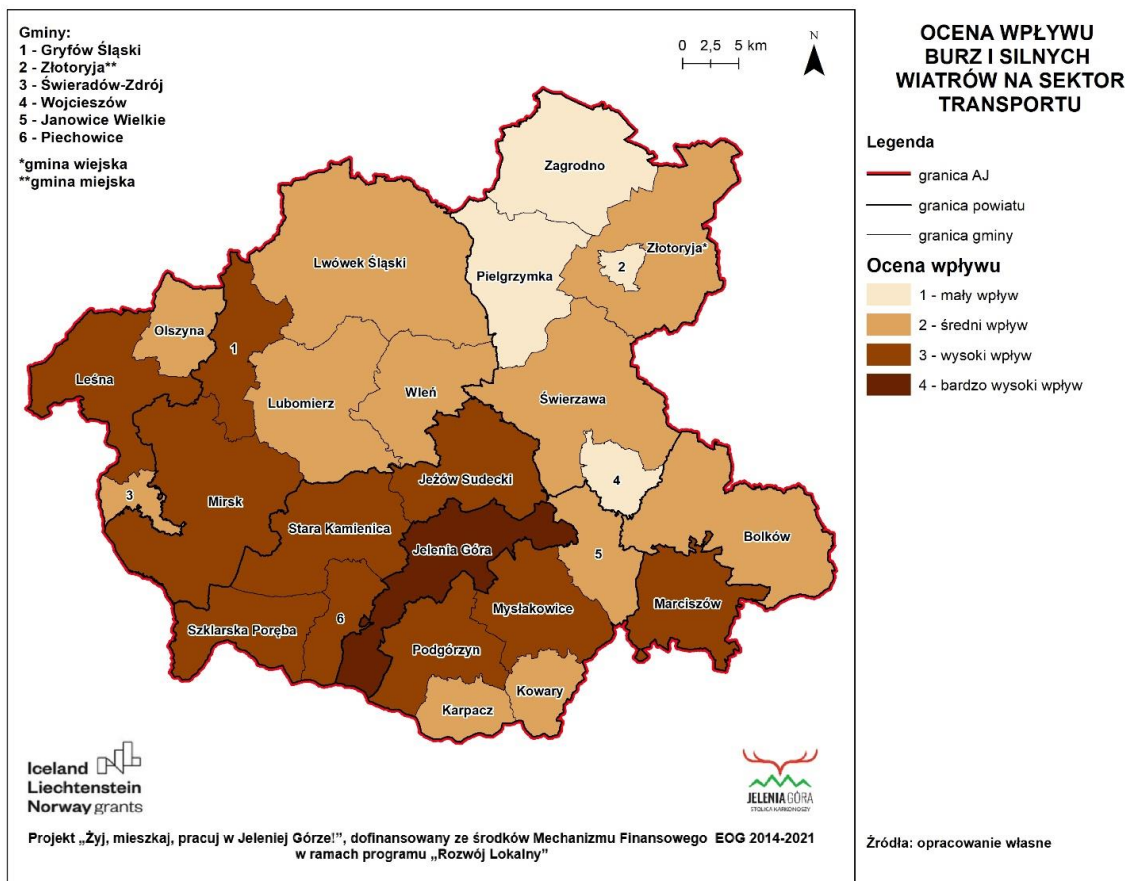 Gminy:
1 - Gryfów Śląski
2 - Złotoryja**
3 - Świeradów-Zdrój
4 - Wojcieszów
5 - Janowice Wielkie
6 - Piechowice
*gmina wiejska
**gmina miejska
0 2,5 5 km
N
Zagrodno
Złotoryja*
2
Lwówek Śląski
Pielgrzymka
Olszyna
1
Leśna
Lubomierz
Wleń
Świerzawa
4
3
Mirsk
Jeżów Sudecki
Stara Kamienica
Jelenia Góra
5
Bolków
Mysłakowice
Marciszów
Szklarska Poręba
6
Podgórzyn
Kowary
Karpacz
Iceland
Liechtenstein
Norway grants
JELENIA GÓRA
STOLICA KARKONOSZY
Projekt „Żyj, mieszkaj, pracuj w Jeleniej Górze!”, dofinansowany ze środków Mechanizmu Finansowego EOG 2014-2021
w ramach programu „Rozwój Lokalny”
OCENA WPŁYWU
BURZ I SILNYCH
WIATRÓW NA SEKTOR
TRANSPORTU
Legenda
granica AJ
granica powiatu
granica gminy
Ocena wpływu
1 - mały wpływ
2 - średni wpływ
3 - wysoki wpływ
4 - bardzo wysoki wpływ
Źródła: opracowanie własne